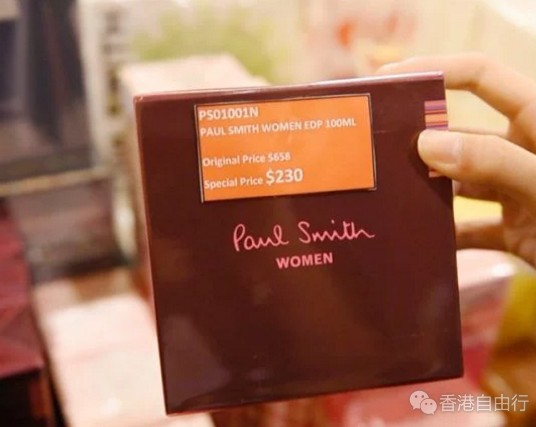 PS01001N
PAUL SMITH WOMEN EDP 100ML
Original Price $658
Special Price $230
Paul Smith
WOMEN
香港自由行